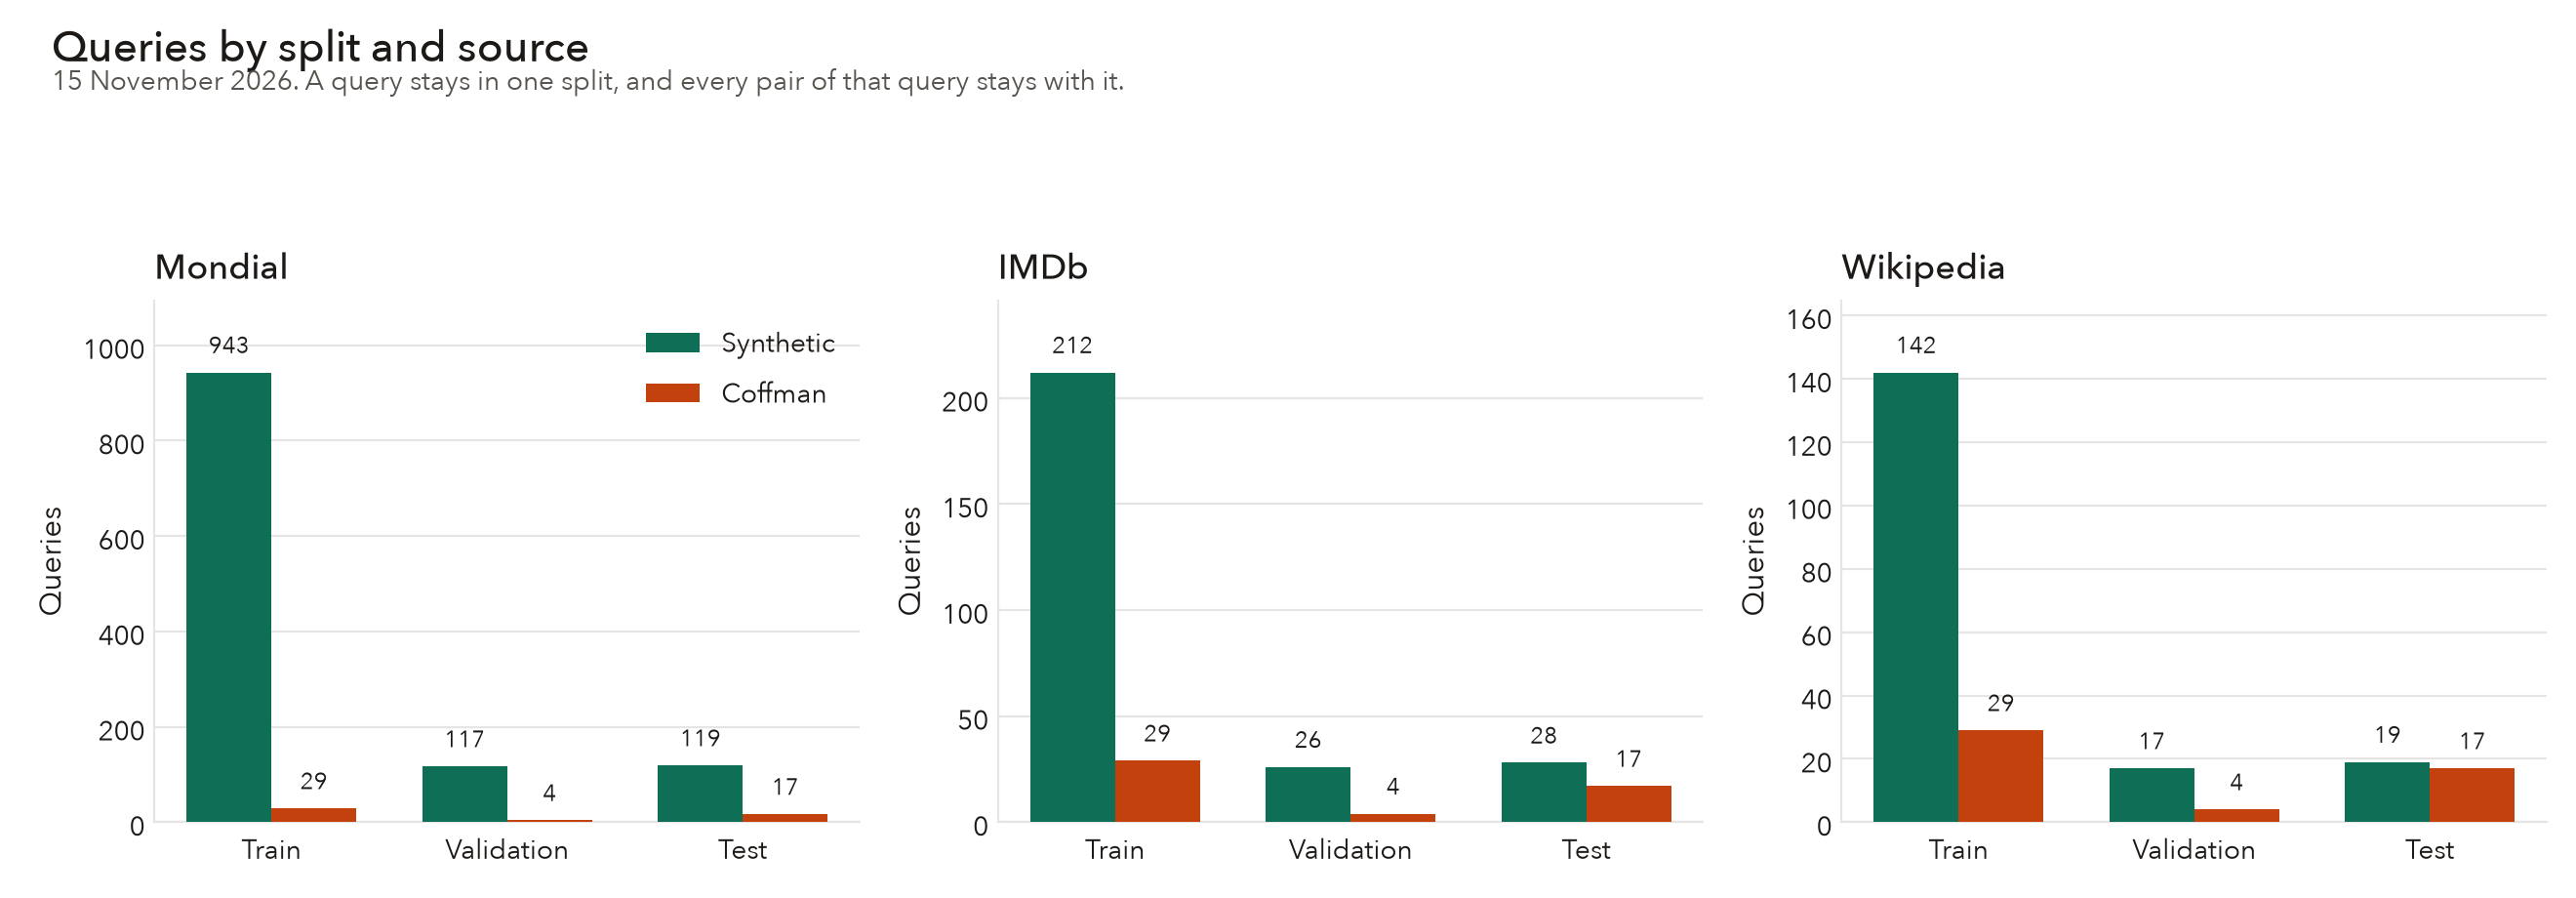 Queries by split and source
15 November 2026. A query stays in one split, and every pair of that query stays with it.
Mondial
Queries
1000
800
600
400
200
0
943
29
117
4
119
17
Synthetic
Coffman
Train
Validation
Test
IMDb
Queries
200
150
100
50
0
212
29
26
4
28
17
Train
Validation
Test
Wikipedia
Queries
160
140
120
100
80
60
40
20
0
142
29
17
4
19
17
Train
Validation
Test